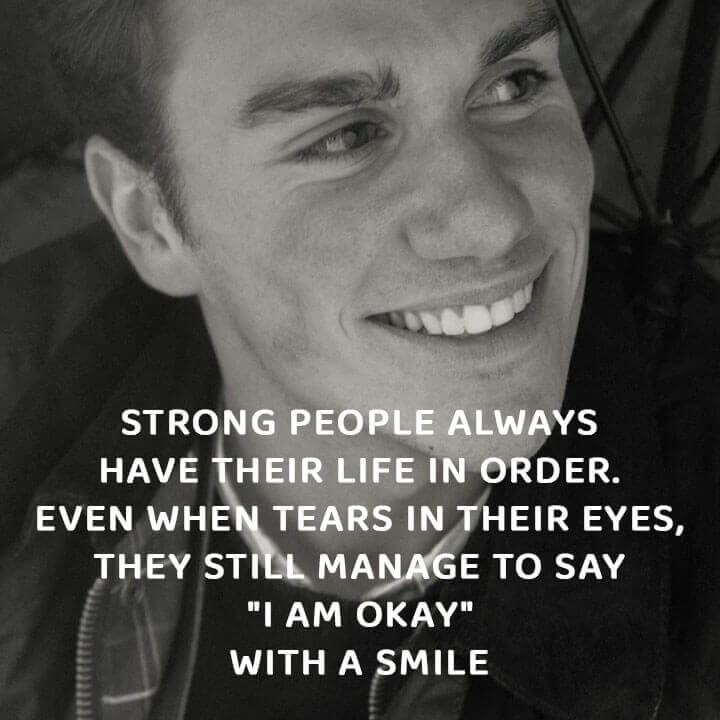 STRONG PEOPLE ALWAYS
HAVE THEIR LIFE IN ORDER.
EVEN WHEN TEARS IN THEIR EYES,
THEY STILL MANAGE TO SAY
"I AM OKAY"
WITH A SMILE